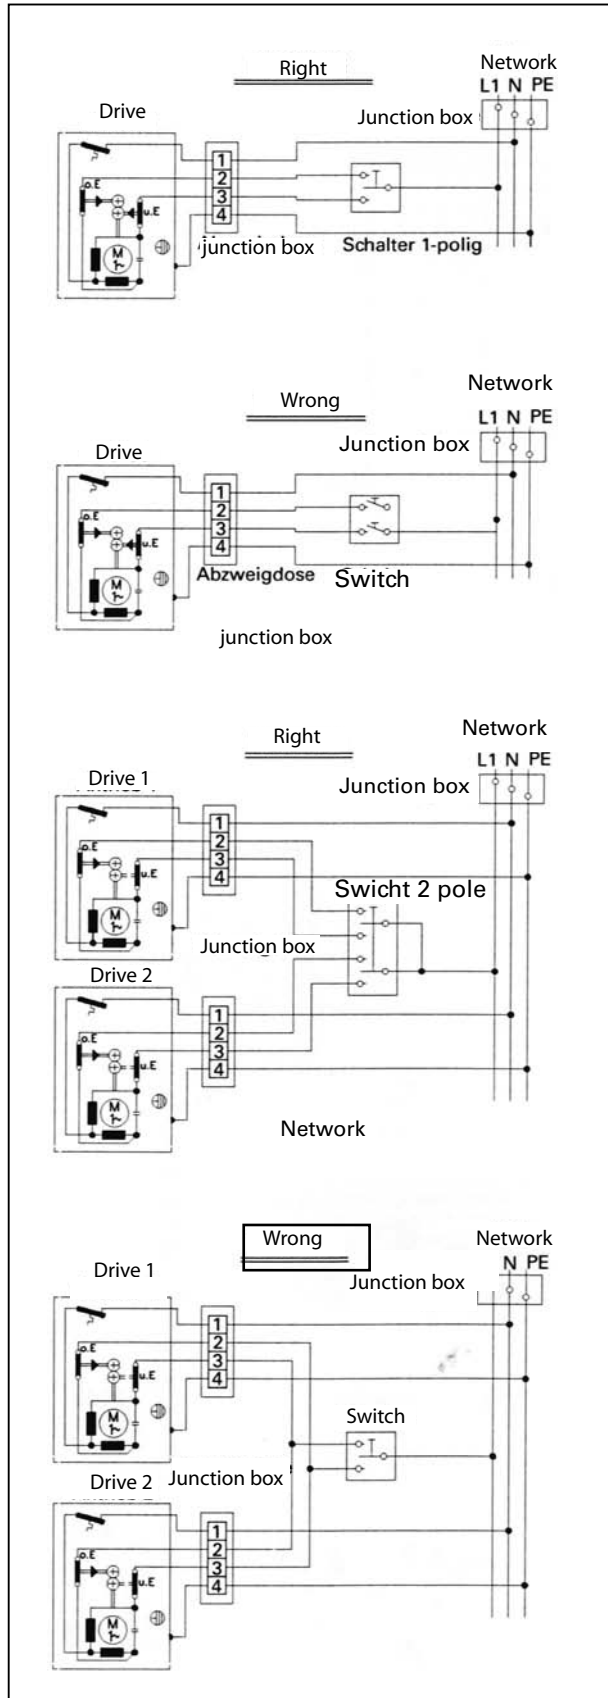 Right
Network
L1 N PE
Drive
Junction box
1
2
3
4
o.E
u.E
M
junction box
Schalter 1-polig
Wrong
Network
L1 N PE
Drive
Junction box
1
2
3
4
o.E
u.E
M
Abzweigdose
Switch
junction box
Right
Network
L1 N PE
Drive 1
Junction box
1
2
3
4
o.E
u.E
M
Swicht 2 pole
Junction box
Drive 2
1
2
3
4
o.E
u.E
M
Network
Wrong
Network
N PE
Drive 1
Junction box
1
2
3
4
o.E
u.E
M
Switch
Drive 2
Junction box
1
2
3
4
o.E
u.E
M